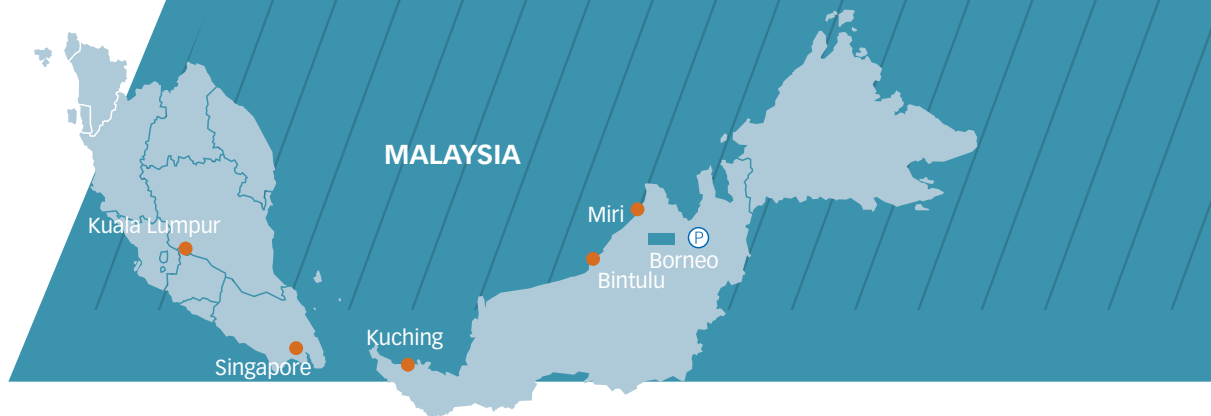 MALAYSIA
Kuala Lumpur
Miri
P
Borneo
Bintulu
Kuching
Singapore